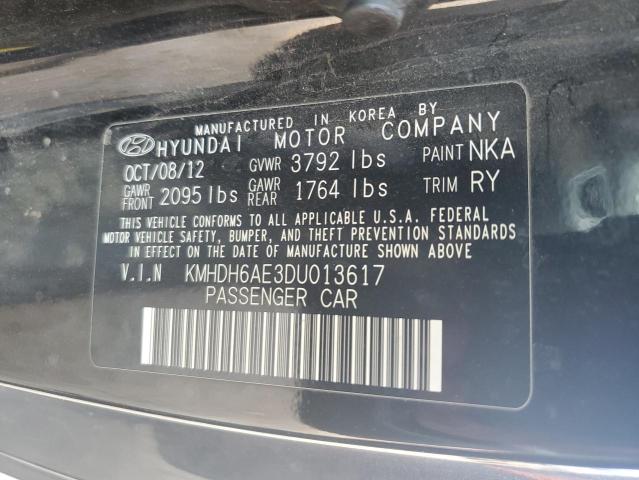 MANUFACTURED IN KOREA BY
HYUNDAI MOTOR COMPANY
OCT/08/12 GVWR 3792 lbs PAINT NKA
GAWR FRONT 2095 lbs GAWR REAR 1764 lbs TRIM RY
THIS VEHICLE CONFORMS TO ALL APPLICABLE U.S.A. FEDERAL
MOTOR VEHICLE SAFETY, BUMPER, AND THEFT PREVENTION STANDARDS
IN EFFECT ON THE DATE OF MANUFACTURE SHOWN ABOVE.
V.I.N KMHDH6AE3DU013617
PASSENGER CAR